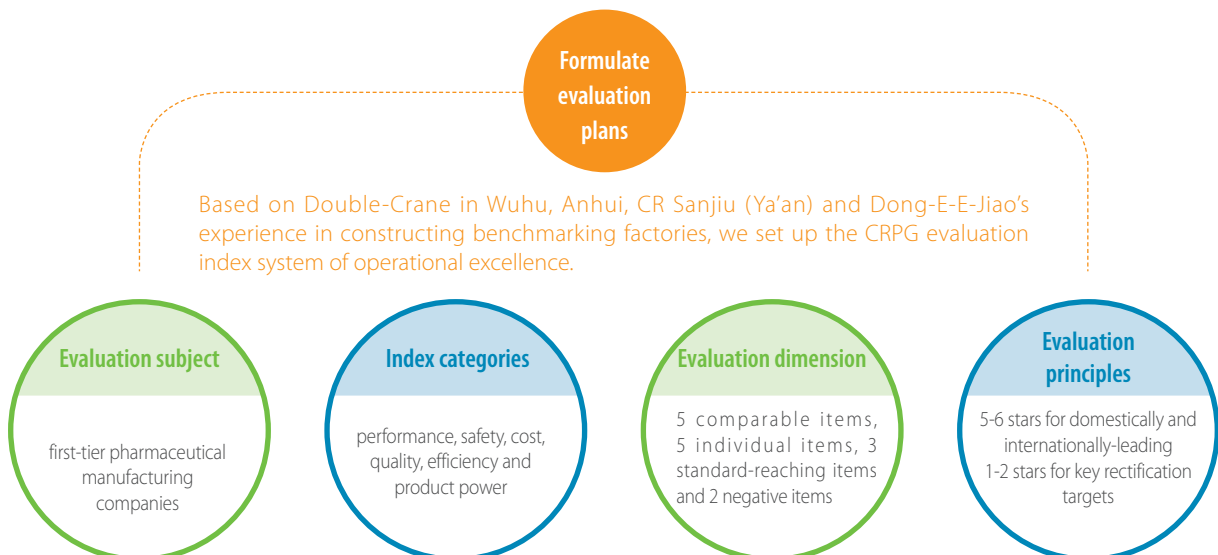 Formulate
evaluation
plans
Based on Double-Crane in Wuhu, Anhui, CR Sanjiu (Ya’an) and Dong-E-E-Jiao’s
experience in constructing benchmarking factories, we set up the CRPG evaluation
index system of operational excellence.
Evaluation subject
first-tier pharmaceutical
manufacturing
companies
Index categories
performance, safety, cost,
quality, efficiency and
product power
Evaluation dimension
5 comparable items,
5 individual items, 3
standard-reaching items
and 2 negative items
Evaluation
principles
5-6 stars for domestically and
internationally-leading
1-2 stars for key rectification
targets